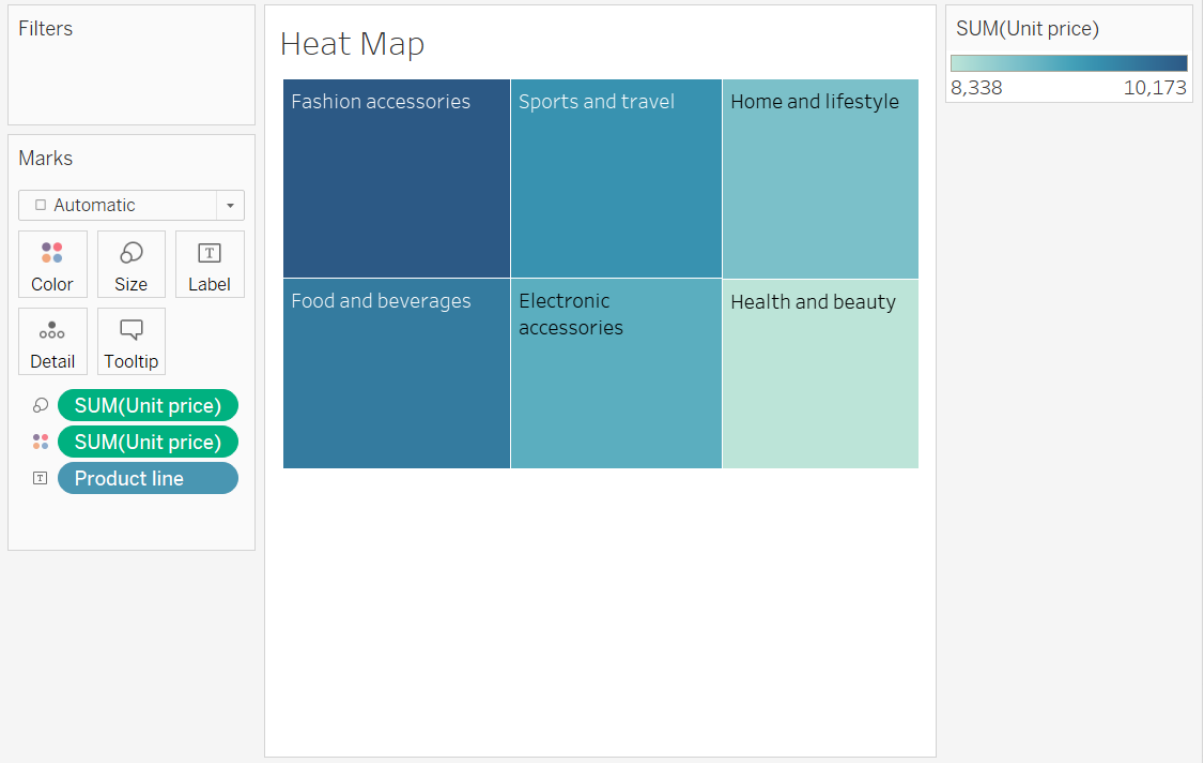 Filters
Marks
Automatic
Color
Size
T
Label
Detail
Tooltip
SUM(Unit price)
SUM(Unit price)
T
Product line
Heat Map
Fashion accessories
Sports and travel
Home and lifestyle
Food and beverages
Electronic
accessories
Health and beauty
SUM(Unit price)
8,338
10,173